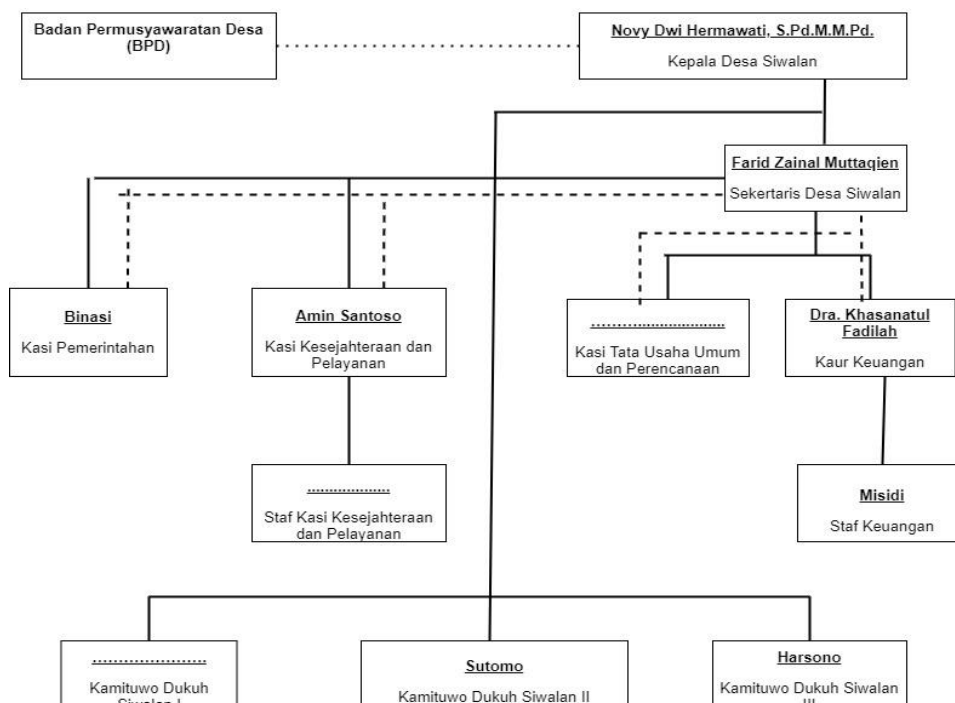 Badan Permusyawaratan Desa
(BPD)
Novy Dwi Hermawati, S.Pd.M.M.Pd.
Kepala Desa Siwalan
Farid Zainal Muttaqien
Sekertaris Desa Siwalan
Binasi
Kasi Pemerintahan
Amin Santoso
Kasi Kesejahteraan dan
Pelayanan
............................
Kasi Tata Usaha Umum
dan Perencanaan
Dra. Khasanatul
Fadilah
Kaur Keuangan
...................
Staf Kasi Kesejahteraan
dan Pelayanan
Misidi
Staf Keuangan
.......................
Kamituwo Dukuh
Siwalan I
Sutomo
Kamituwo Dukuh Siwalan II
Harsono
Kamituwo Dukuh Siwalan
III